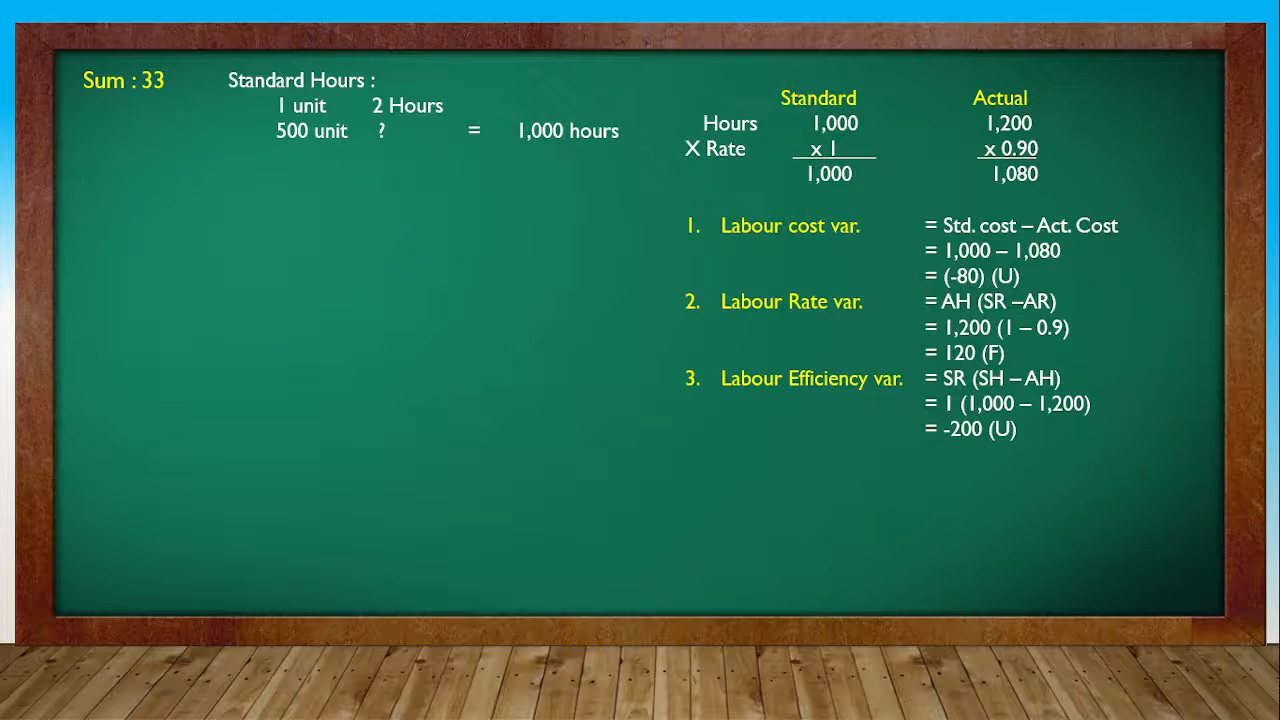 Sum : 33
Standard Hours :
1 unit 2 Hours
500 unit ? = 1,000 hours
Standard Actual
Hours 1,000 1,200
X Rate x 1 x 0.90
1,000 1,080
1. Labour cost var. = Std. cost – Act. Cost
= 1,000 – 1,080
= (-80) (U)
2. Labour Rate var. = AH (SR –AR)
= 1,200 (1 – 0.9)
= 120 (F)
3. Labour Efficiency var. = SR (SH – AH)
= 1 (1,000 – 1,200)
= -200 (U)